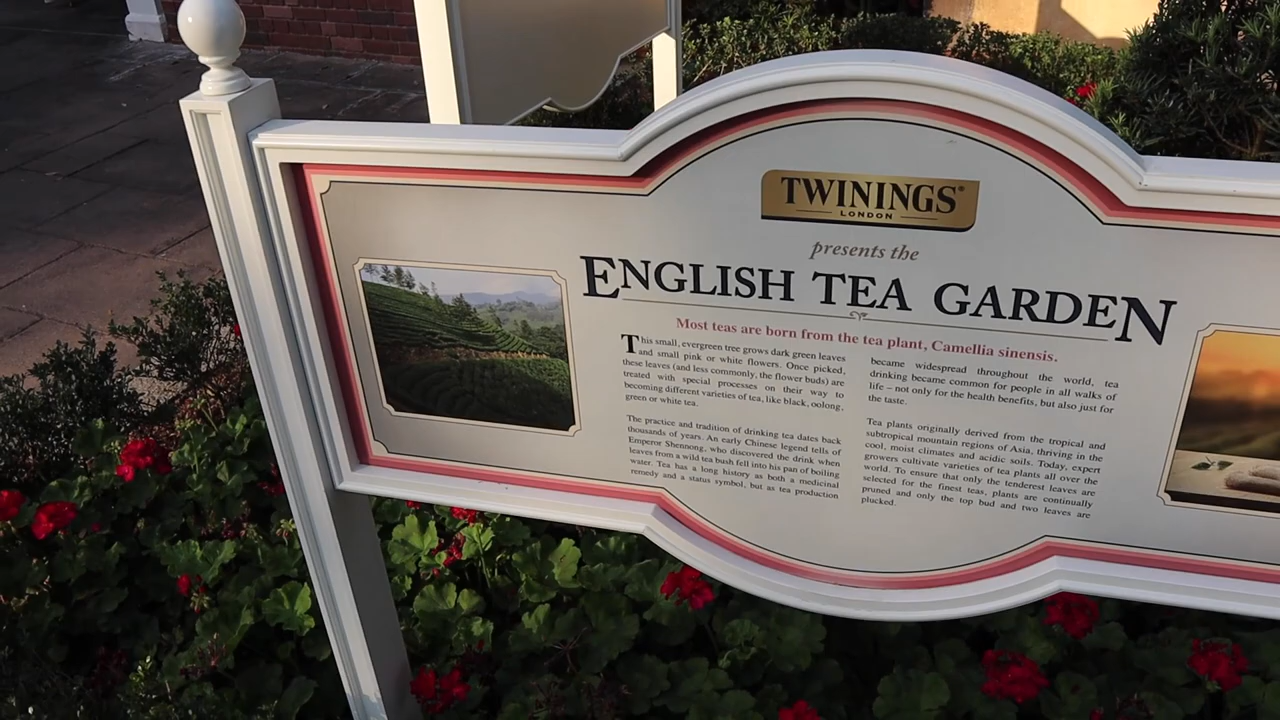 TWININGS®
LONDON
presents the
ENGLISH TEA GARDEN
Most teas are born from the tea plant, Camellia sinensis.
This small, evergreen tree grows dark green leaves
and small pink or white flowers. Once picked,
these leaves (and less commonly, the flower buds) are
treated with special processes on their way to
becoming different varieties of tea, like black, oolong,
green or white tea.
The practice and tradition of drinking tea dates back
thousands of years. An early Chinese legend tells of
Emperor Shennong, who discovered the drink when
leaves from a wild tea bush fell into his pan of boiling
water. Tea has a long history as both a medicinal
remedy and a status symbol, but as tea production
became widespread throughout the world, tea
drinking became common for people in all walks of
life – not only for the health benefits, but also just for
the taste.
Tea plants originally derived from the tropical and
subtropical mountain regions of Asia, thriving in the
cool, moist climates and acidic soils. Today, expert
growers cultivate varieties of tea plants all over the
world. To ensure that only the tenderest leaves are
selected for the finest teas, plants are continually
pruned and only the top bud and two leaves are
plucked.